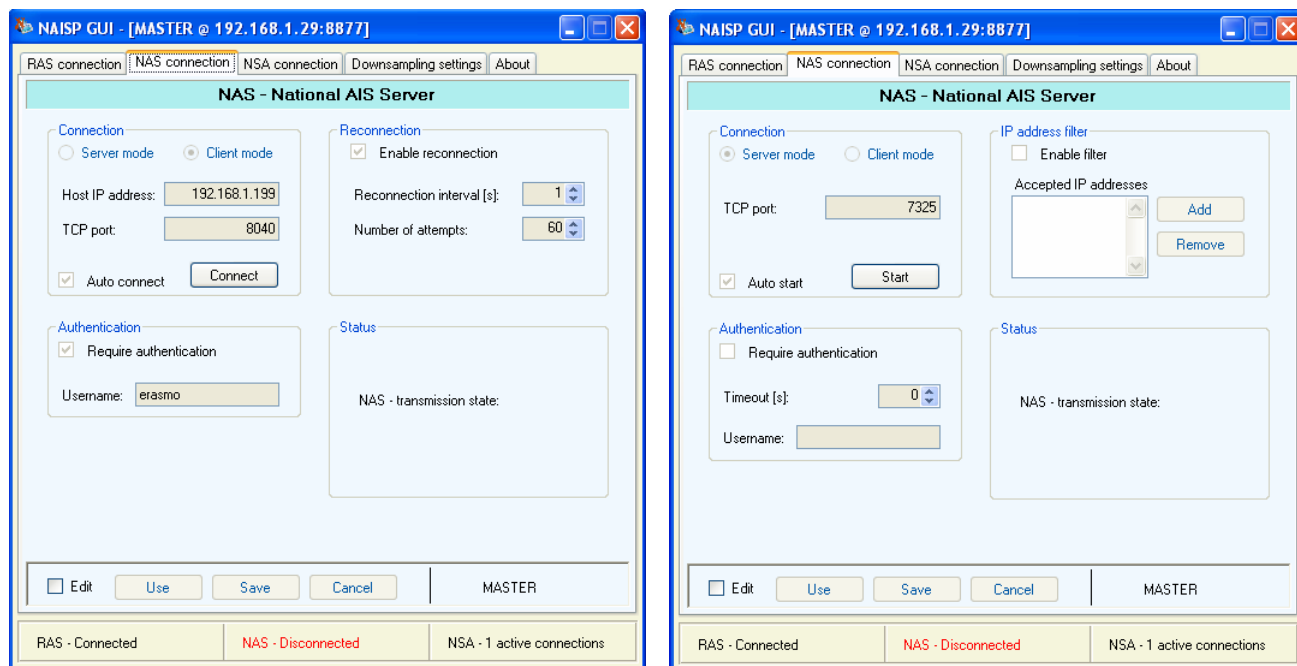 NAISP GUI - [MASTER @ 192.168.1.29:8877]
RAS connection NAS connection NSA connection Downsampling settings About
NAS - National AIS Server
Connection
Server mode Client mode
Host IP address: 192.168.1.199
TCP port: 8040
Auto connect Connect
Reconnection
Enable reconnection
Reconnection interval [s]: 1
Number of attempts: 60
Authentication
Require authentication
Username: erasmo
Status
NAS - transmission state:
Edit Use Save Cancel MASTER
RAS - Connected NAS - Disconnected NSA - 1 active connections
NAISP GUI - [MASTER @ 192.168.1.29:8877]
RAS connection NAS connection NSA connection Downsampling settings About
NAS - National AIS Server
Connection
Server mode Client mode
TCP port: 7325
Auto start Start
IP address filter
Enable filter
Accepted IP addresses
Add
Remove
Authentication
Require authentication
Timeout [s]: 0
Username:
Status
NAS - transmission state:
Edit Use Save Cancel MASTER
RAS - Connected NAS - Disconnected NSA - 1 active connections